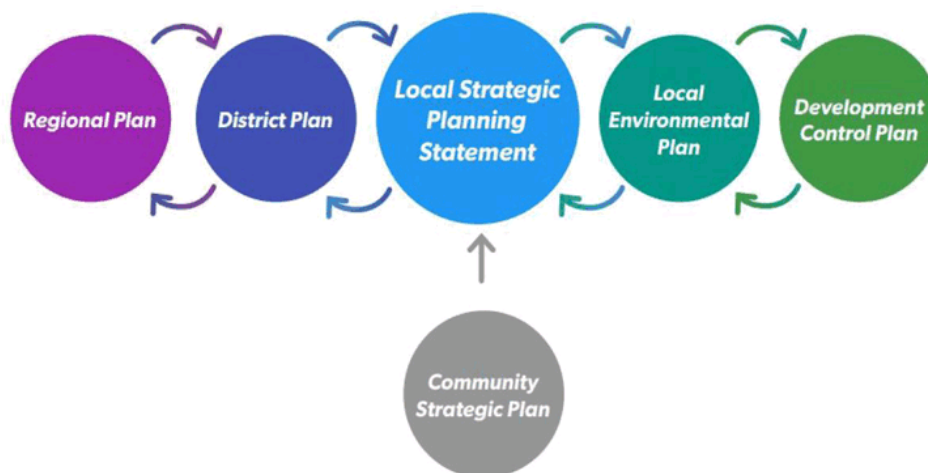 Regional Plan
District Plan
Local Strategic
Planning
Statement
Local
Environmental
Plan
Development
Control Plan
Community
Strategic Plan